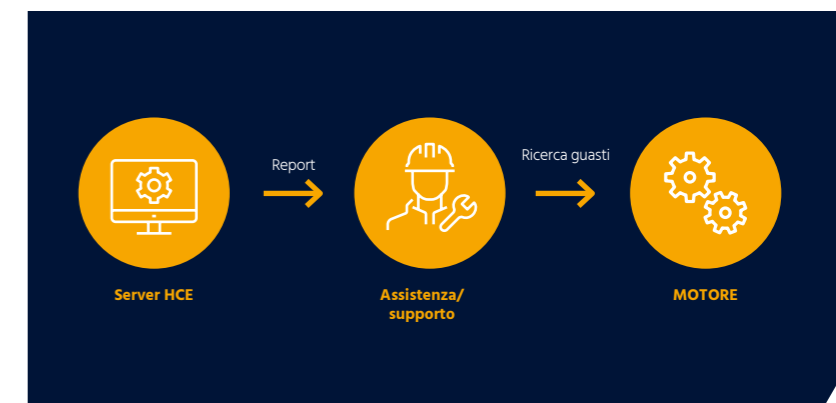 Report
Ricerca guasti
Server HCE
Assistenza/
supporto
MOTORE